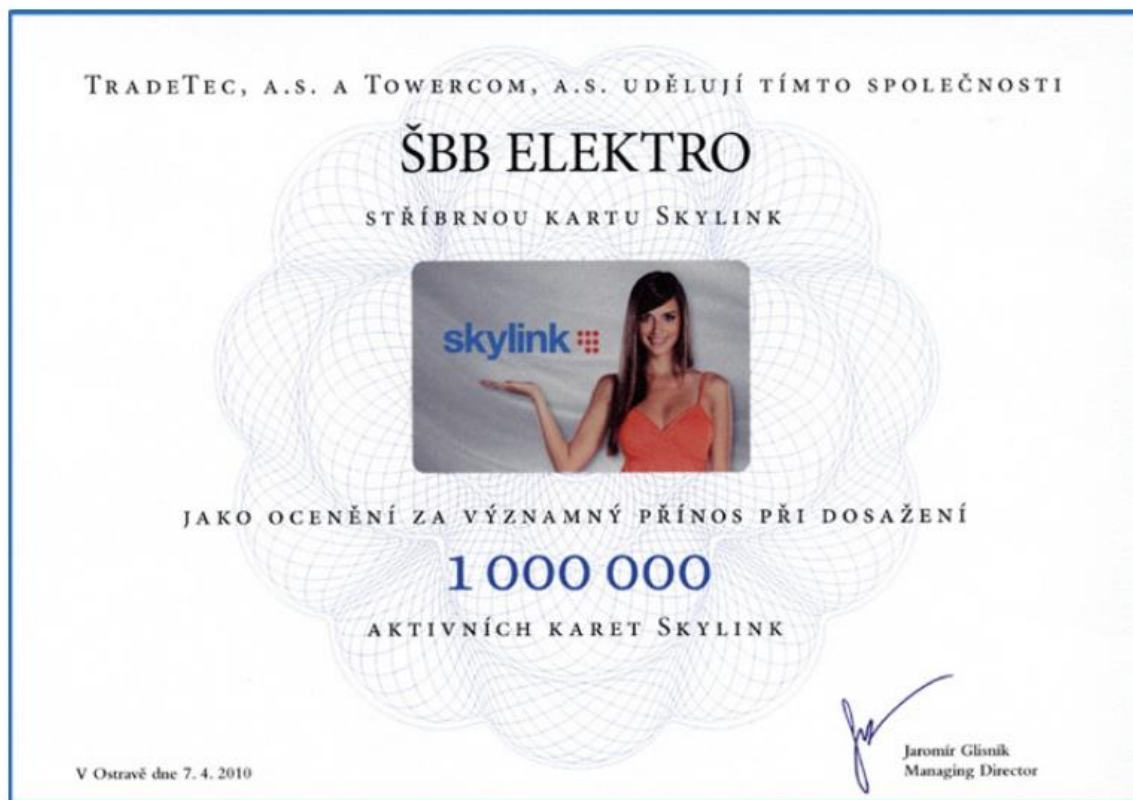 TradeTec, a.s. a Towercom, a.s. udělují tímto společnosti
ŠBB ELEKTRO
stříbrnou kartu Skylink
skylink
jako ocenění za významný přínos při dosažení
1 000 000
aktivních karet Skylink
Jaromír Glisník
V Ostravě dne 7. 4. 2010
Managing Director